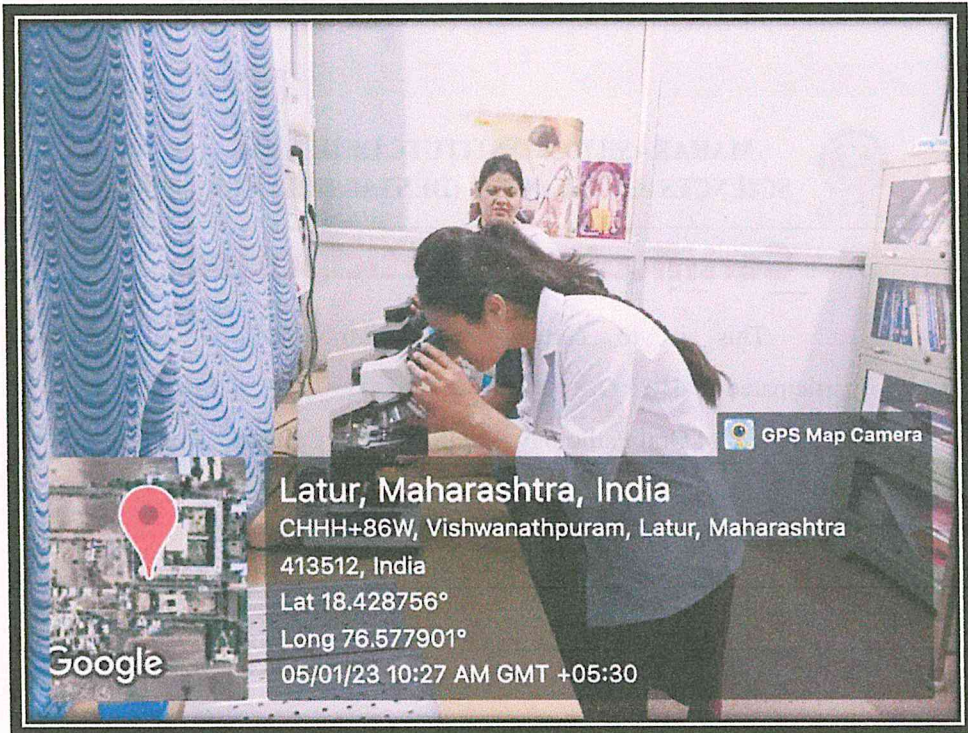 GPS Map Camera
Latur, Maharashtra, India
CHHH+86W, Vishwanathpuram, Latur, Maharashtra
413512, India
Lat 18.428756°
Long 76.577901°
05/01/23 10:27 AM GMT +05:30
Google